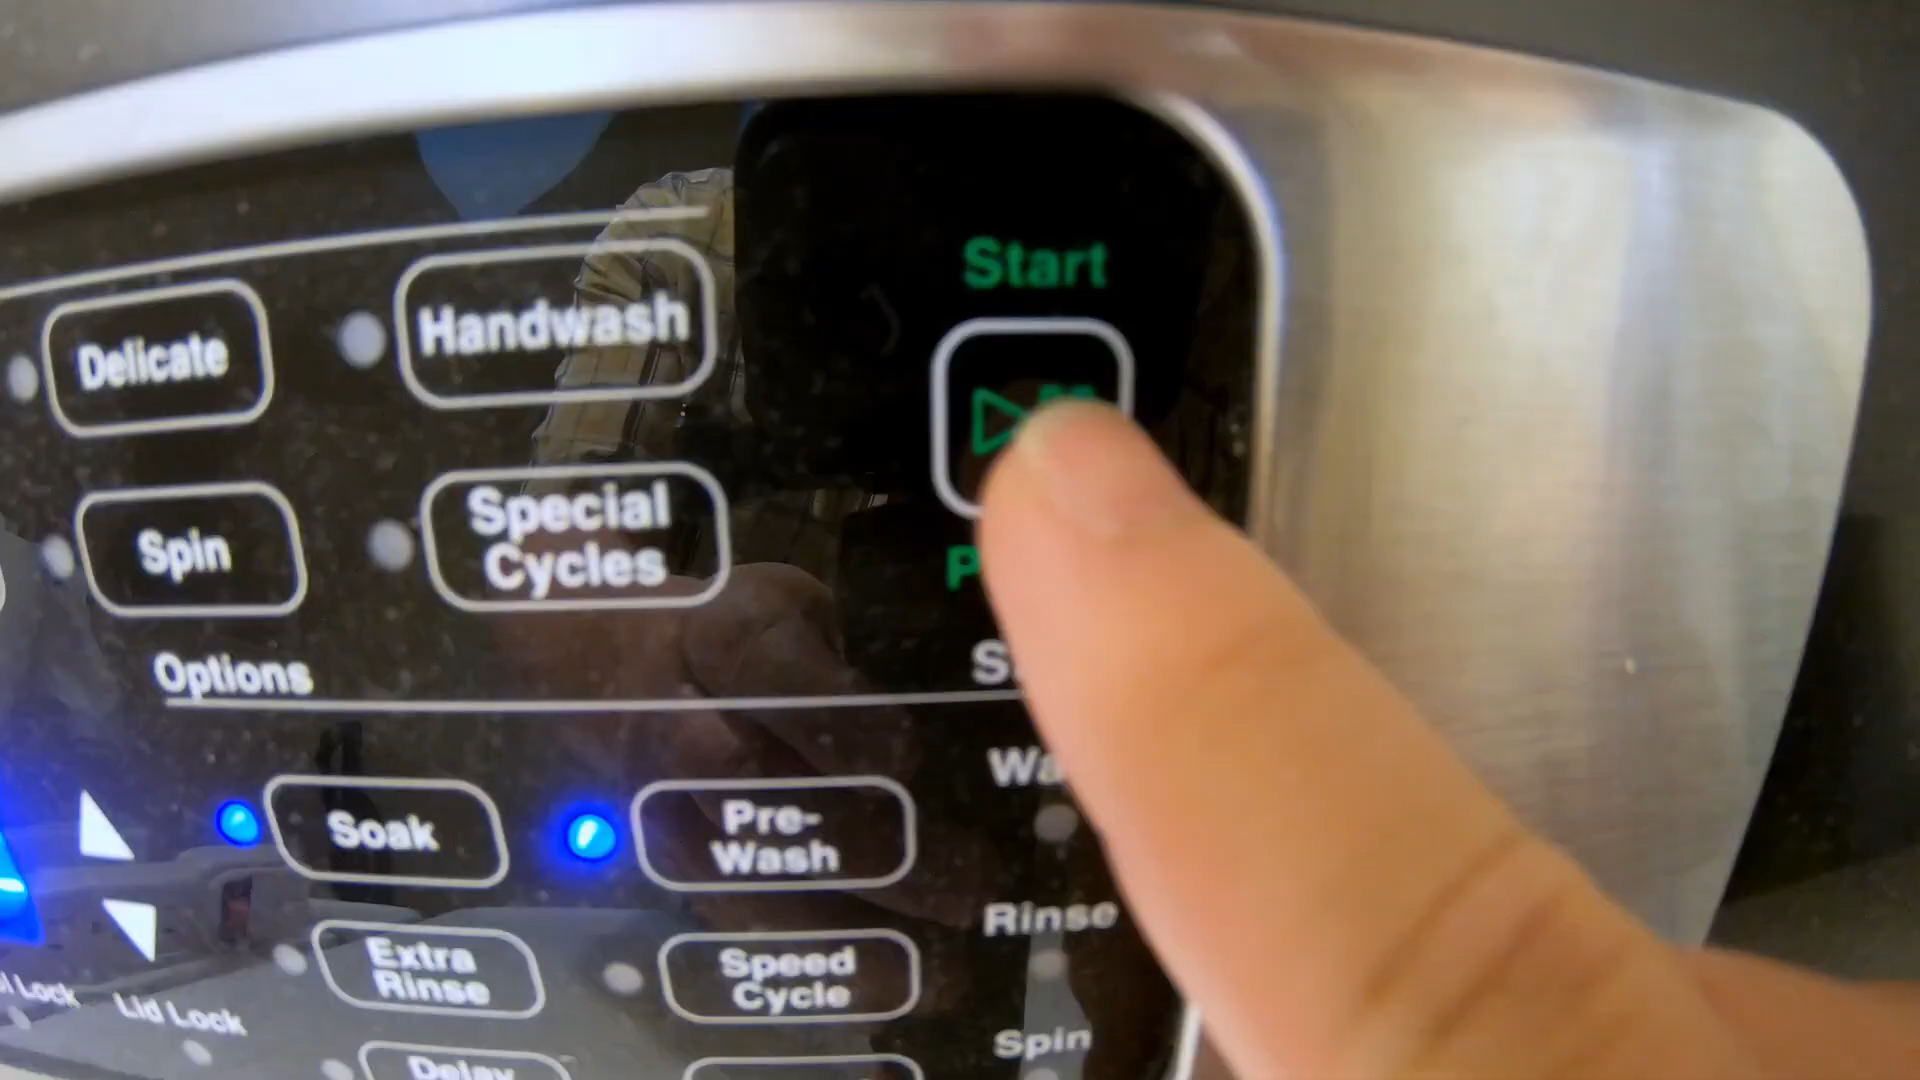 Start
Delicate
Handwash
Spin
Special
Cycles
Options
Soak
Pre-
Wash
Rinse
Extra
Rinse
Speed
Cycle
Lock
Lid Lock
Spin
Delay